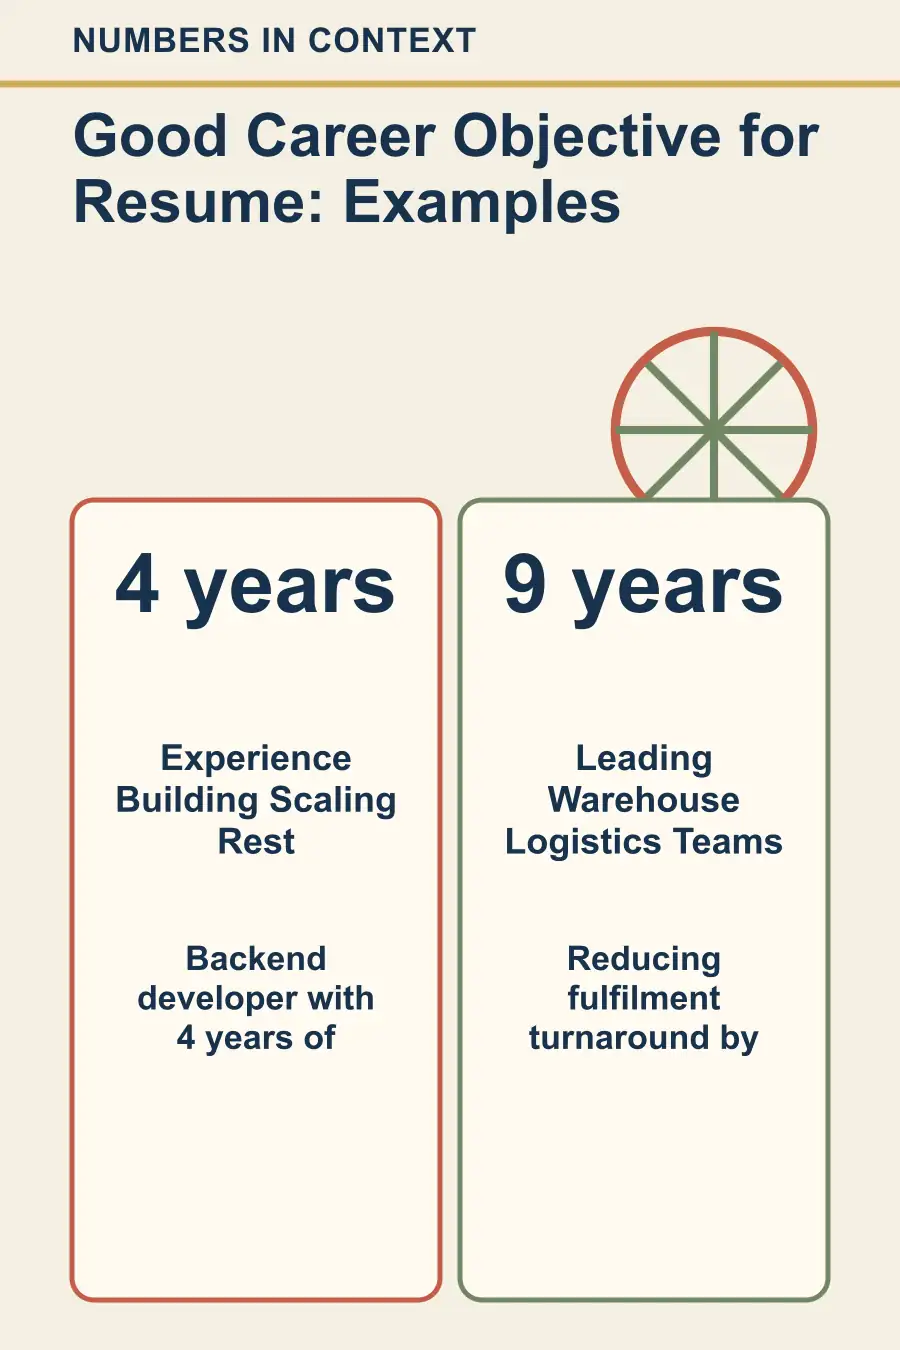 NUMBERS IN CONTEXT
Good Career Objective for
Resume: Examples
4 years
Experience
Building Scaling
Rest
Backend
developer with
4 years of
9 years
Leading
Warehouse
Logistics Teams
Reducing
fulfilment
turnaround by